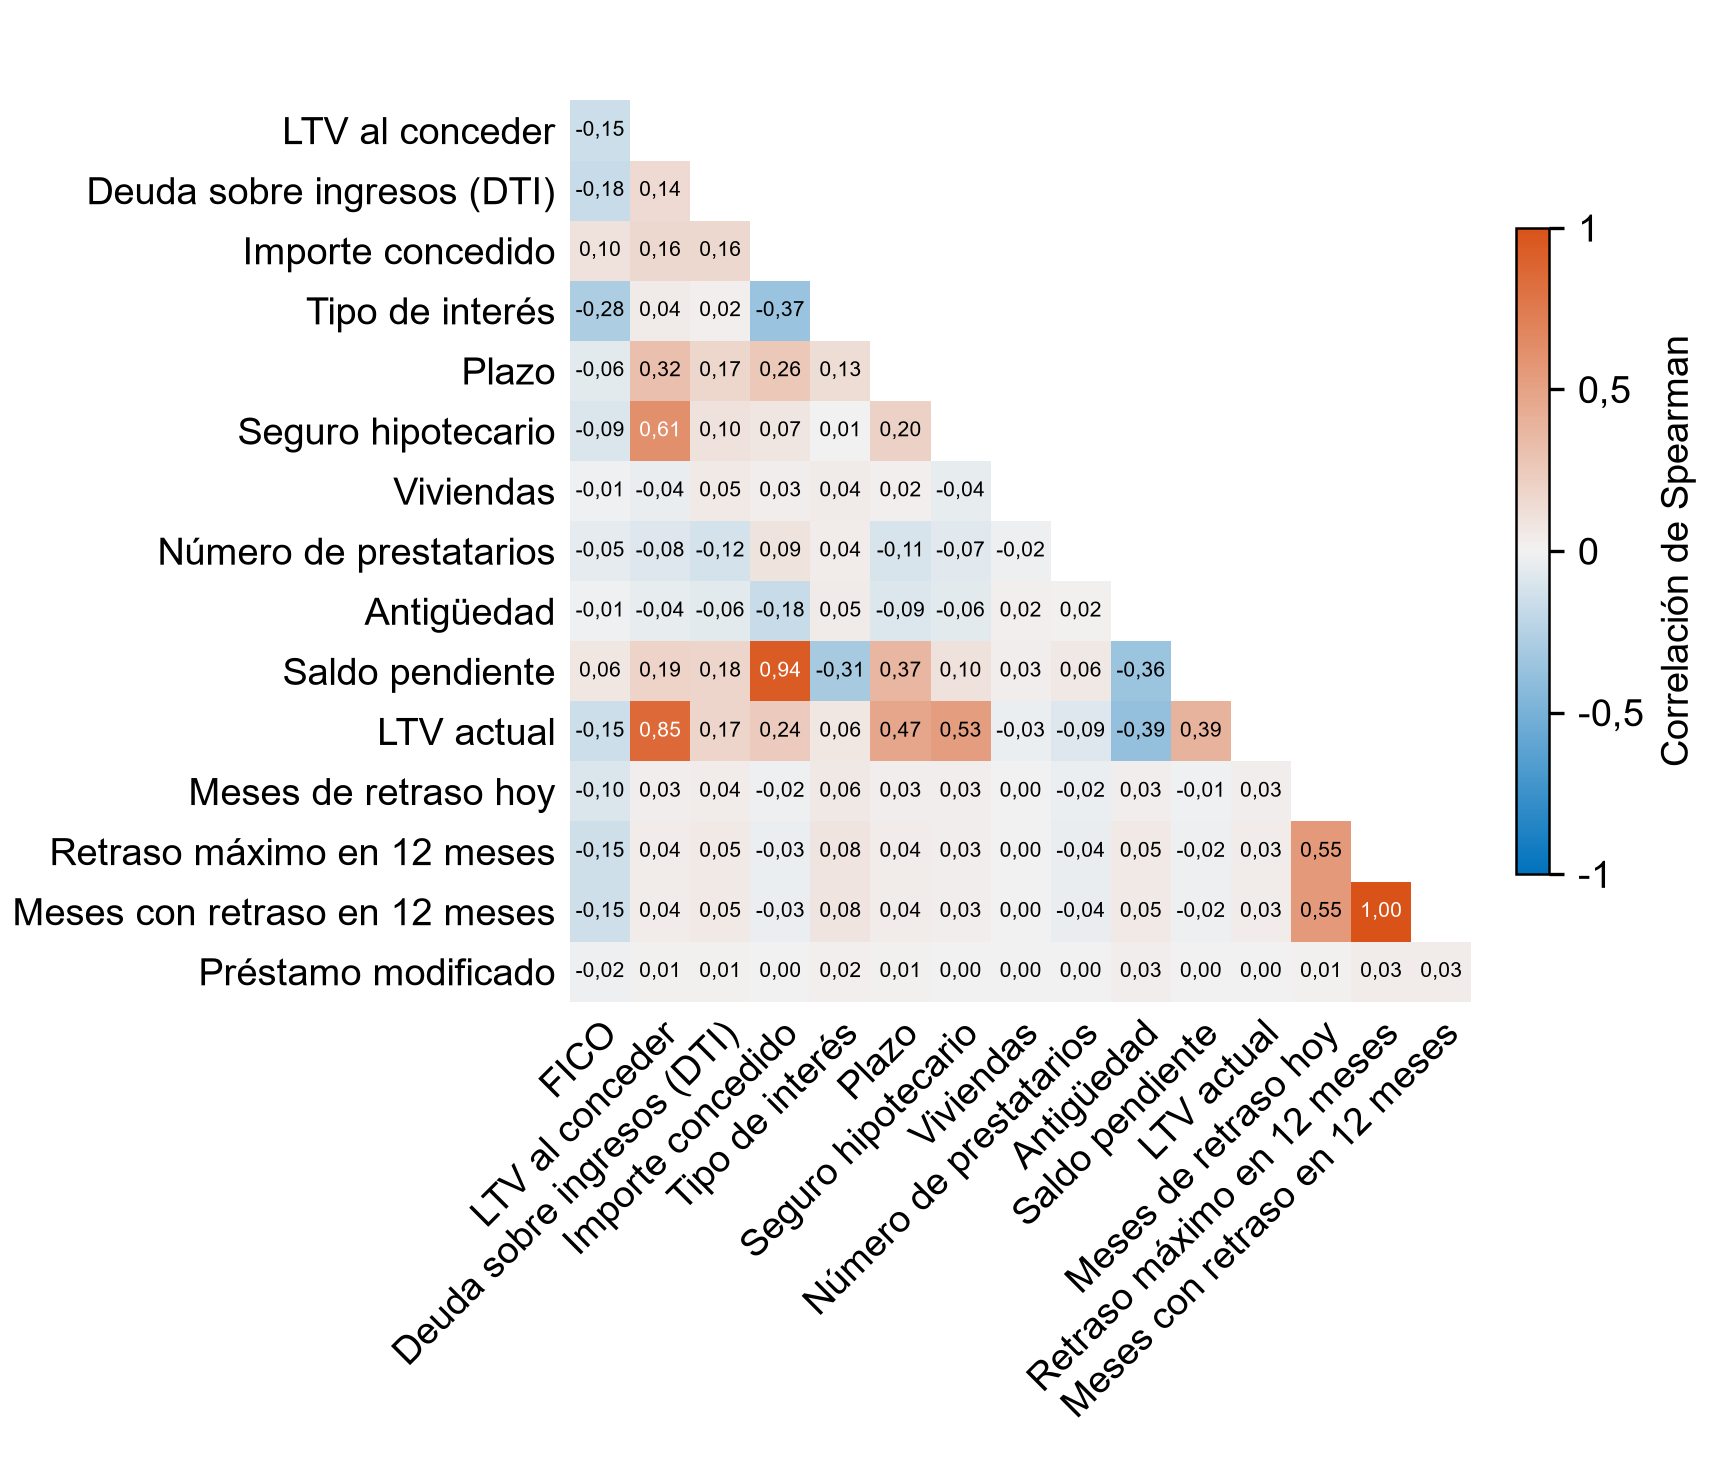 LTV al conceder -0,15
Deuda sobre ingresos (DTI) -0,18 0,14
Importe concedido 0,10 0,16 0,16
Tipo de interés -0,28 0,04 0,02 -0,37
Plazo -0,06 0,32 0,17 0,26 0,13
Seguro hipotecario -0,09 0,61 0,10 0,07 0,01 0,20
Viviendas -0,01 -0,04 0,05 0,03 0,04 0,02 -0,04
Número de prestatarios -0,05 -0,08 -0,12 0,09 0,04 -0,11 -0,07 -0,02
Antigüedad -0,01 -0,04 -0,06 -0,18 0,05 -0,09 -0,06 0,02 0,02
Saldo pendiente 0,06 0,19 0,18 0,94 -0,31 0,37 0,10 0,03 0,06 -0,36
LTV actual -0,15 0,85 0,17 0,24 0,06 0,47 0,53 -0,03 -0,09 -0,39 0,39
Meses de retraso hoy -0,10 0,03 0,04 -0,02 0,06 0,03 0,03 0,00 -0,02 0,03 -0,01 0,03
Retraso máximo en 12 meses -0,15 0,04 0,05 -0,03 0,08 0,04 0,03 0,00 -0,04 0,05 -0,02 0,03 0,55
Meses con retraso en 12 meses -0,15 0,04 0,05 -0,03 0,08 0,04 0,03 0,00 -0,04 0,05 -0,02 0,03 0,55 1,00
Préstamo modificado -0,02 0,01 0,01 0,00 0,02 0,01 0,00 0,00 0,00 0,03 0,00 0,00 0,01 0,03 0,03
FICO
LTV al conceder
Deuda sobre ingresos (DTI)
Importe concedido
Tipo de interés
Plazo
Seguro hipotecario
Viviendas
Número de prestatarios
Antigüedad
Saldo pendiente
LTV actual
Meses de retraso hoy
Retraso máximo en 12 meses
Meses con retraso en 12 meses
1
0,5
0
-0,5
-1
Correlación de Spearman